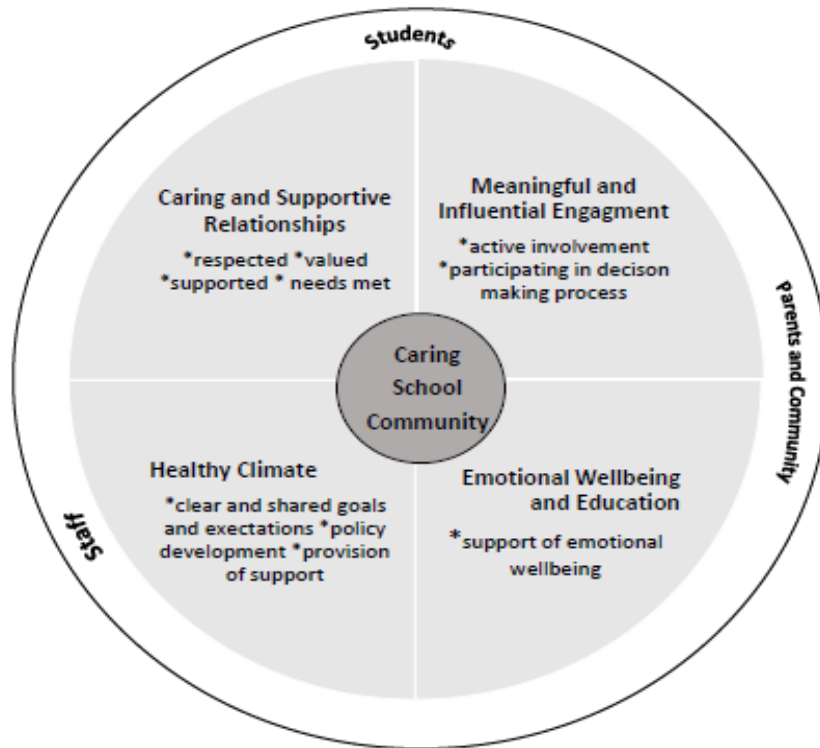 Students
Caring and Supportive
Relationships
*respected *valued
*supported * needs met
Meaningful and
Influential Engagment
*active involvement
*participating in decison
making process
Parents and Community
Caring
School
Community
Healthy Climate
*clear and shared goals
and exectations *policy
development *provision
of support
Emotional Wellbeing
and Education
*support of emotional
wellbeing
Staff